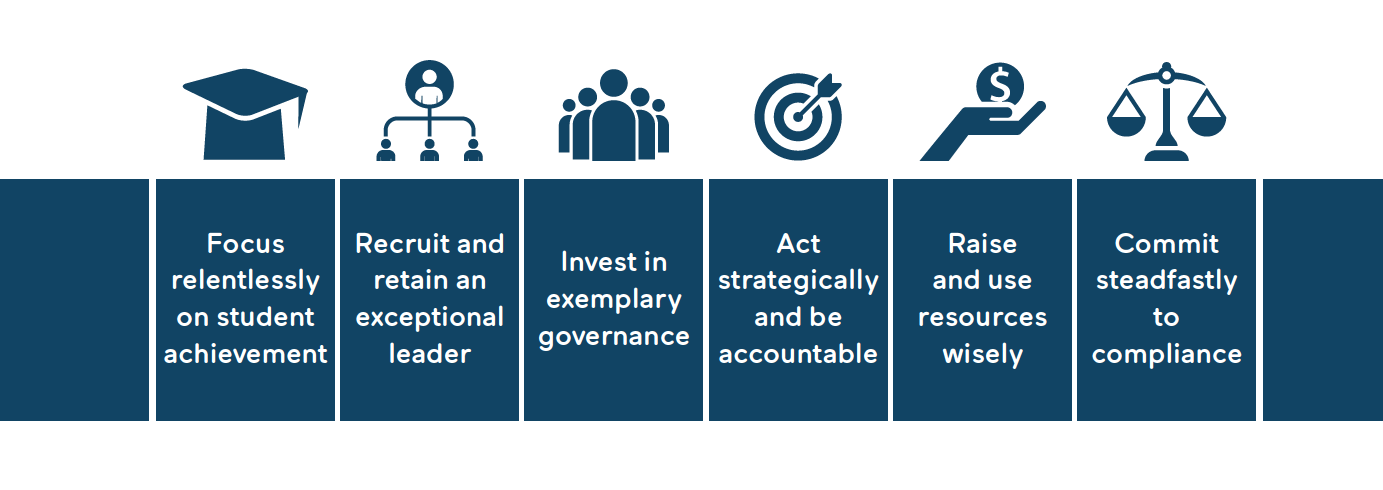 $
Focus
relentlessly
on student
achievement
Recruit and
retain an
exceptional
leader
Invest in
exemplary
governance
Act
strategically
and be
accountable
Raise
and use
resources
wisely
Commit
steadfastly
to
compliance